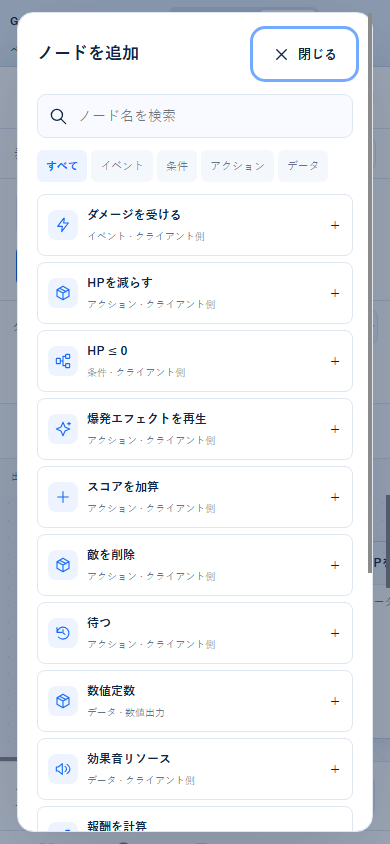 ノードを追加
閉じる
ノード名を検索
すべて
イベント
条件
アクション
データ
ダメージを受ける
イベント・クライアント側
+
HPを減らす
アクション・クライアント側
+
HP ≤ 0
条件・クライアント側
+
爆発エフェクトを再生
アクション・クライアント側
+
スコアを加算
アクション・クライアント側
+
敵を削除
アクション・クライアント側
+
待つ
アクション・クライアント側
+
数値定数
データ・数値出力
+
効果音リソース
データ・クライアント側
+
報酬を計算